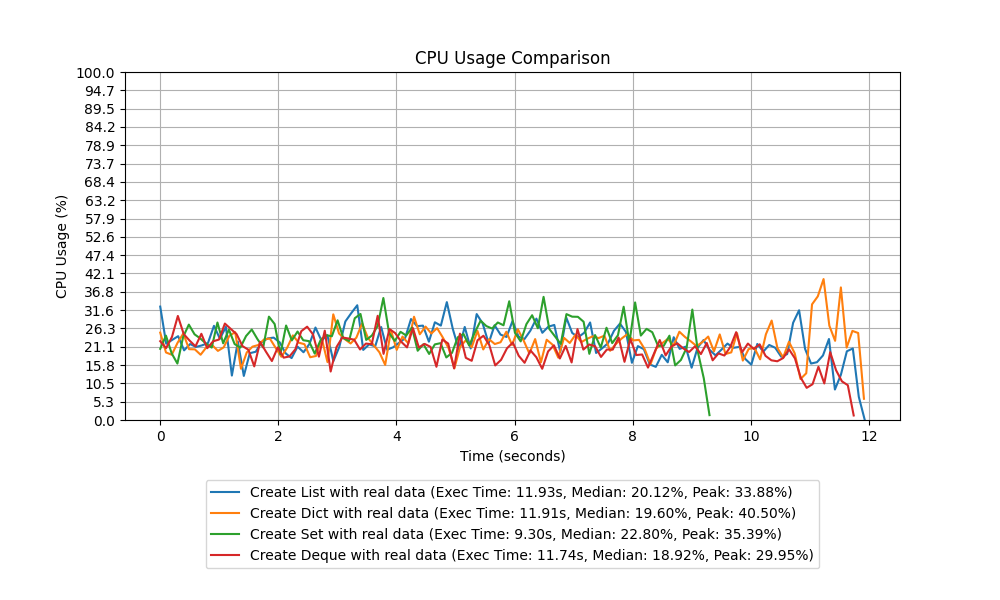 CPU Usage Comparison
100.0
94.7
89.5
84.2
78.9
73.7
68.4
63.2
57.9
52.6
47.4
42.1
36.8
31.6
26.3
21.1
15.8
10.5
5.3
0.0
CPU Usage (%)
0 2 4 6 8 10 12
Time (seconds)
Create List with real data (Exec Time: 11.93s, Median: 20.12%, Peak: 33.88%)
Create Dict with real data (Exec Time: 11.91s, Median: 19.60%, Peak: 40.50%)
Create Set with real data (Exec Time: 9.30s, Median: 22.80%, Peak: 35.39%)
Create Deque with real data (Exec Time: 11.74s, Median: 18.92%, Peak: 29.95%)